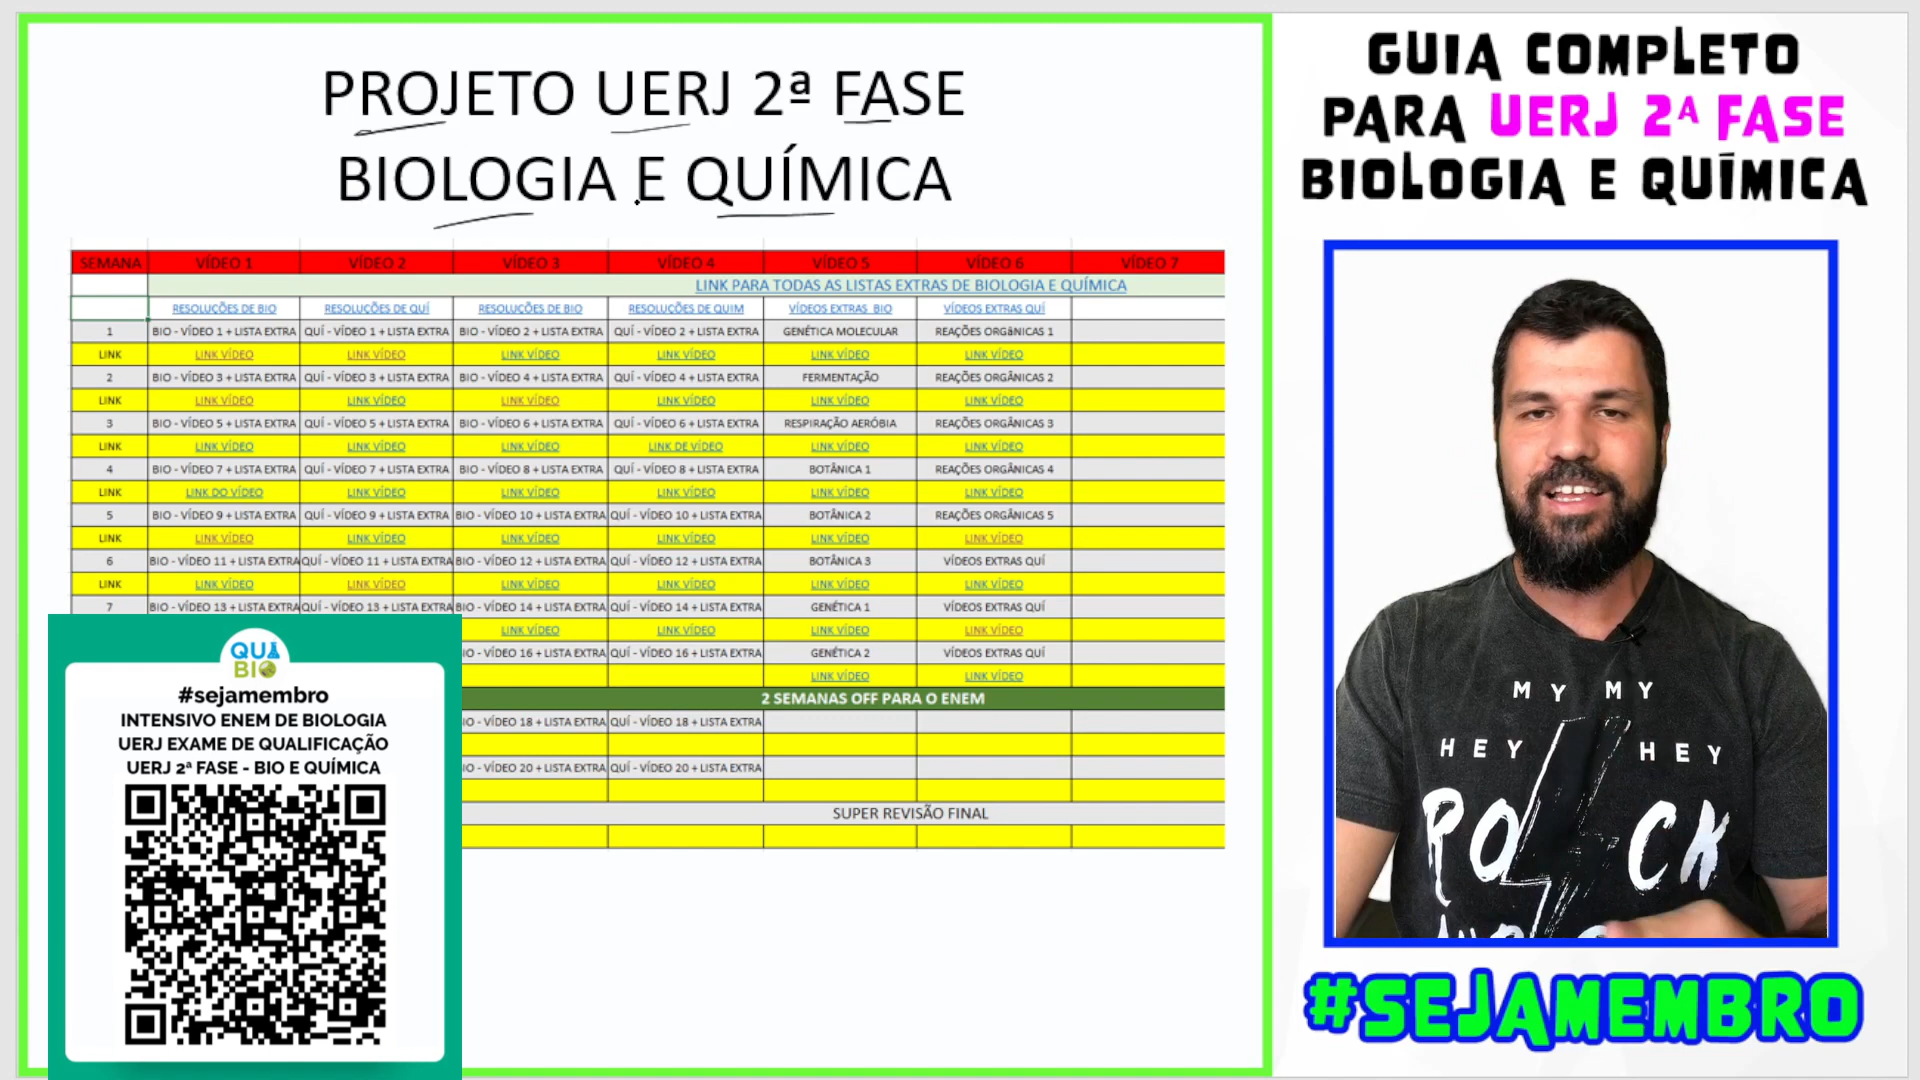 PROJETO UERJ 2ª FASE
BIOLOGIA E QUÍMICA
SEMANA VÍDEO 1 VÍDEO 2 VÍDEO 3 VÍDEO 4 VÍDEO 5 VÍDEO 6 VÍDEO 7
LINK PARA TODAS AS LISTAS EXTRAS DE BIOLOGIA E QUÍMICA
RESOLUÇÕES DE BIO RESOLUÇÕES DE QUÍ RESOLUÇÕES DE BIO RESOLUÇÕES DE QUIM VÍDEOS EXTRAS BIO VÍDEOS EXTRAS QUÍ
1 BIO - VÍDEO 1 + LISTA EXTRA QUÍ - VÍDEO 1 + LISTA EXTRA BIO - VÍDEO 2 + LISTA EXTRA QUÍ - VÍDEO 2 + LISTA EXTRA GENÉTICA MOLECULAR REAÇÕES ORGâNICAS 1
LINK LINK VÍDEO LINK VÍDEO LINK VÍDEO LINK VÍDEO LINK VÍDEO LINK VÍDEO
2 BIO - VÍDEO 3 + LISTA EXTRA QUÍ - VÍDEO 3 + LISTA EXTRA BIO - VÍDEO 4 + LISTA EXTRA QUÍ - VÍDEO 4 + LISTA EXTRA FERMENTAÇÃO REAÇÕES ORGÂNICAS 2
LINK LINK VÍDEO LINK VÍDEO LINK VÍDEO LINK VÍDEO LINK VÍDEO LINK VÍDEO
3 BIO - VÍDEO 5 + LISTA EXTRA QUÍ - VÍDEO 5 + LISTA EXTRA BIO - VÍDEO 6 + LISTA EXTRA QUÍ - VÍDEO 6 + LISTA EXTRA RESPIRAÇÃO AERÓBIA REAÇÕES ORGÂNICAS 3
LINK LINK VÍDEO LINK VÍDEO LINK VÍDEO LINK DE VÍDEO LINK VÍDEO LINK VÍDEO
4 BIO - VÍDEO 7 + LISTA EXTRA QUÍ - VÍDEO 7 + LISTA EXTRA BIO - VÍDEO 8 + LISTA EXTRA QUÍ - VÍDEO 8 + LISTA EXTRA BOTÂNICA 1 REAÇÕES ORGÂNICAS 4
LINK LINK DO VÍDEO LINK VÍDEO LINK VÍDEO LINK VÍDEO LINK VÍDEO LINK VÍDEO
5 BIO - VÍDEO 9 + LISTA EXTRA QUÍ - VÍDEO 9 + LISTA EXTRA BIO - VÍDEO 10 + LISTA EXTRA QUÍ - VÍDEO 10 + LISTA EXTRA BOTÂNICA 2 REAÇÕES ORGÂNICAS 5
LINK LINK VÍDEO LINK VÍDEO LINK VÍDEO LINK VÍDEO LINK VÍDEO LINK VÍDEO
6 BIO - VÍDEO 11 + LISTA EXTRA QUÍ - VÍDEO 11 + LISTA EXTRA BIO - VÍDEO 12 + LISTA EXTRA QUÍ - VÍDEO 12 + LISTA EXTRA BOTÂNICA 3 VÍDEOS EXTRAS QUÍ
LINK LINK VÍDEO LINK VÍDEO LINK VÍDEO LINK VÍDEO LINK VÍDEO LINK VÍDEO
7 BIO - VÍDEO 13 + LISTA EXTRA QUÍ - VÍDEO 13 + LISTA EXTRA BIO - VÍDEO 14 + LISTA EXTRA QUÍ - VÍDEO 14 + LISTA EXTRA GENÉTICA 1 VÍDEOS EXTRAS QUÍ
LINK VÍDEO LINK VÍDEO LINK VÍDEO LINK VÍDEO
IO - VÍDEO 16 + LISTA EXTRA QUÍ - VÍDEO 16 + LISTA EXTRA GENÉTICA 2 VÍDEOS EXTRAS QUÍ
LINK VÍDEO LINK VÍDEO
2 SEMANAS OFF PARA O ENEM
IO - VÍDEO 18 + LISTA EXTRA QUÍ - VÍDEO 18 + LISTA EXTRA
IO - VÍDEO 20 + LISTA EXTRA QUÍ - VÍDEO 20 + LISTA EXTRA
SUPER REVISÃO FINAL
QUI
BIO
#sejamembro
INTENSIVO ENEM DE BIOLOGIA
UERJ EXAME DE QUALIFICAÇÃO
UERJ 2ª FASE - BIO E QUÍMICA
GUIA COMPLETO
PARA UERJ 2ª FASE
BIOLOGIA E QUÍMICA
MY MY
HEY HEY
ROCK
#SEJAMEMBRO